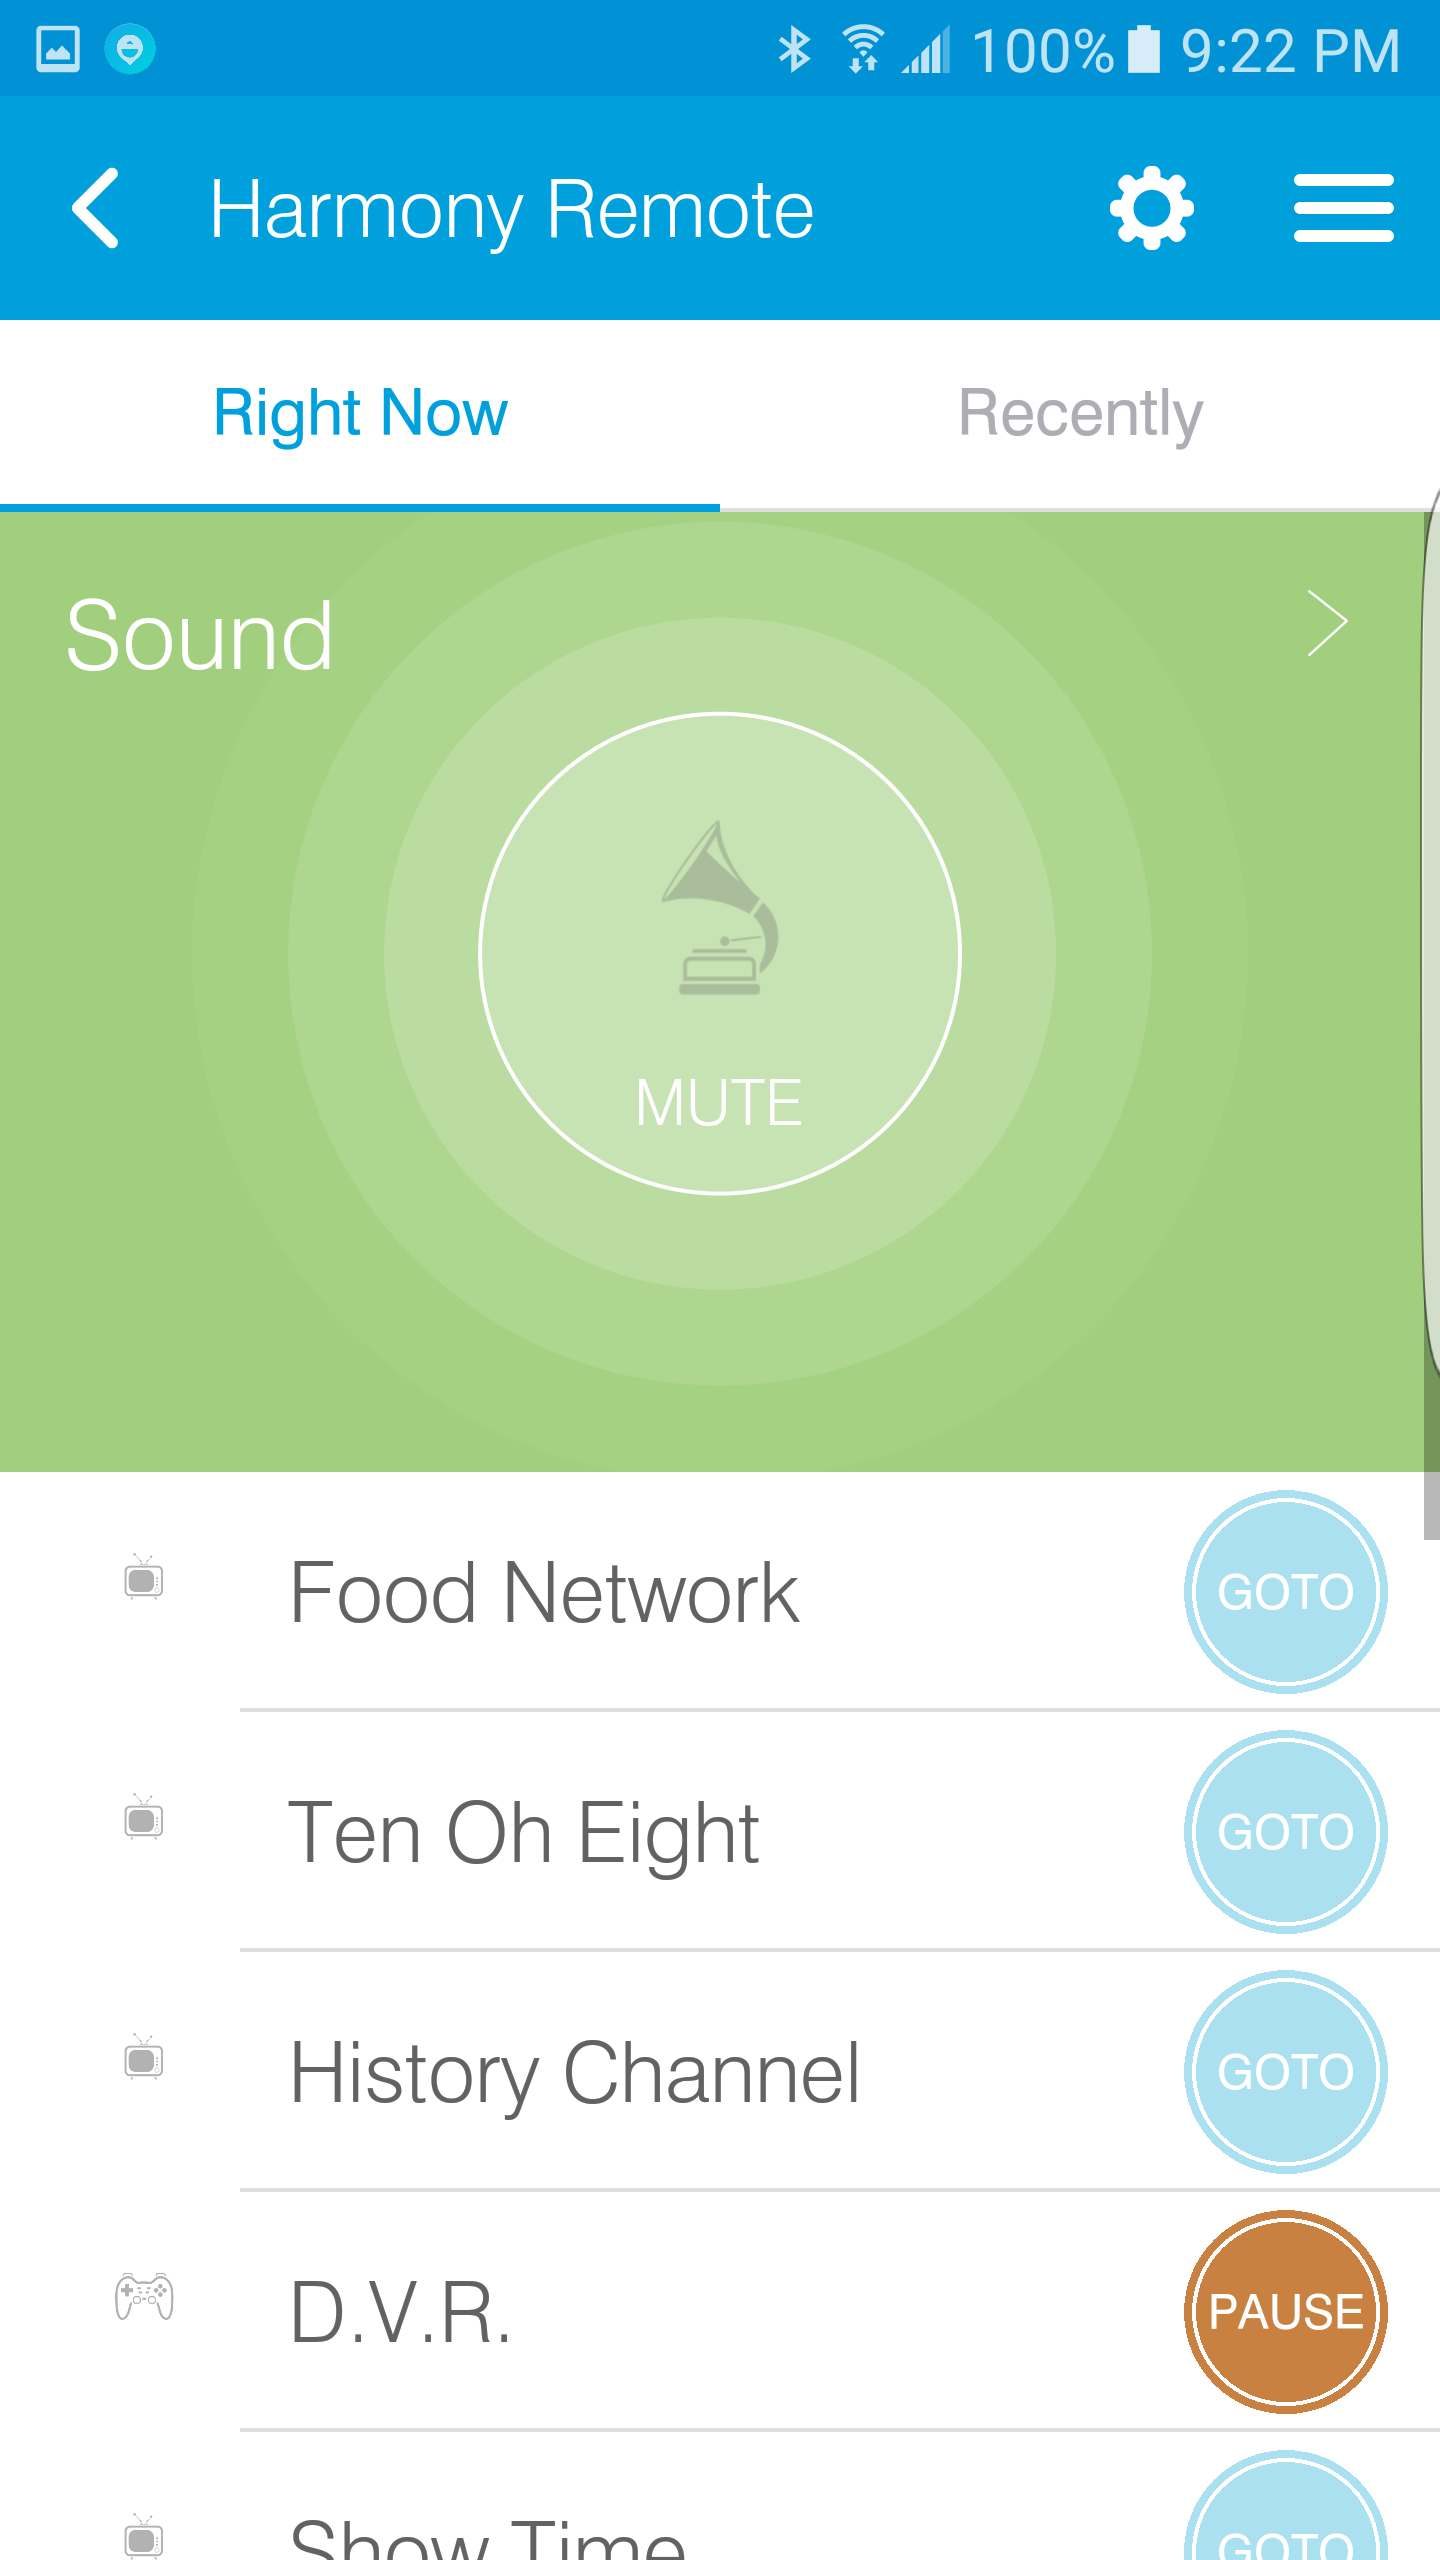 100% 9:22 PM
Harmony Remote
Right Now Recently
Sound
MUTE
Food Network GOTO
Ten Oh Eight GOTO
History Channel GOTO
D.V.R. PAUSE
Show Time GOTO